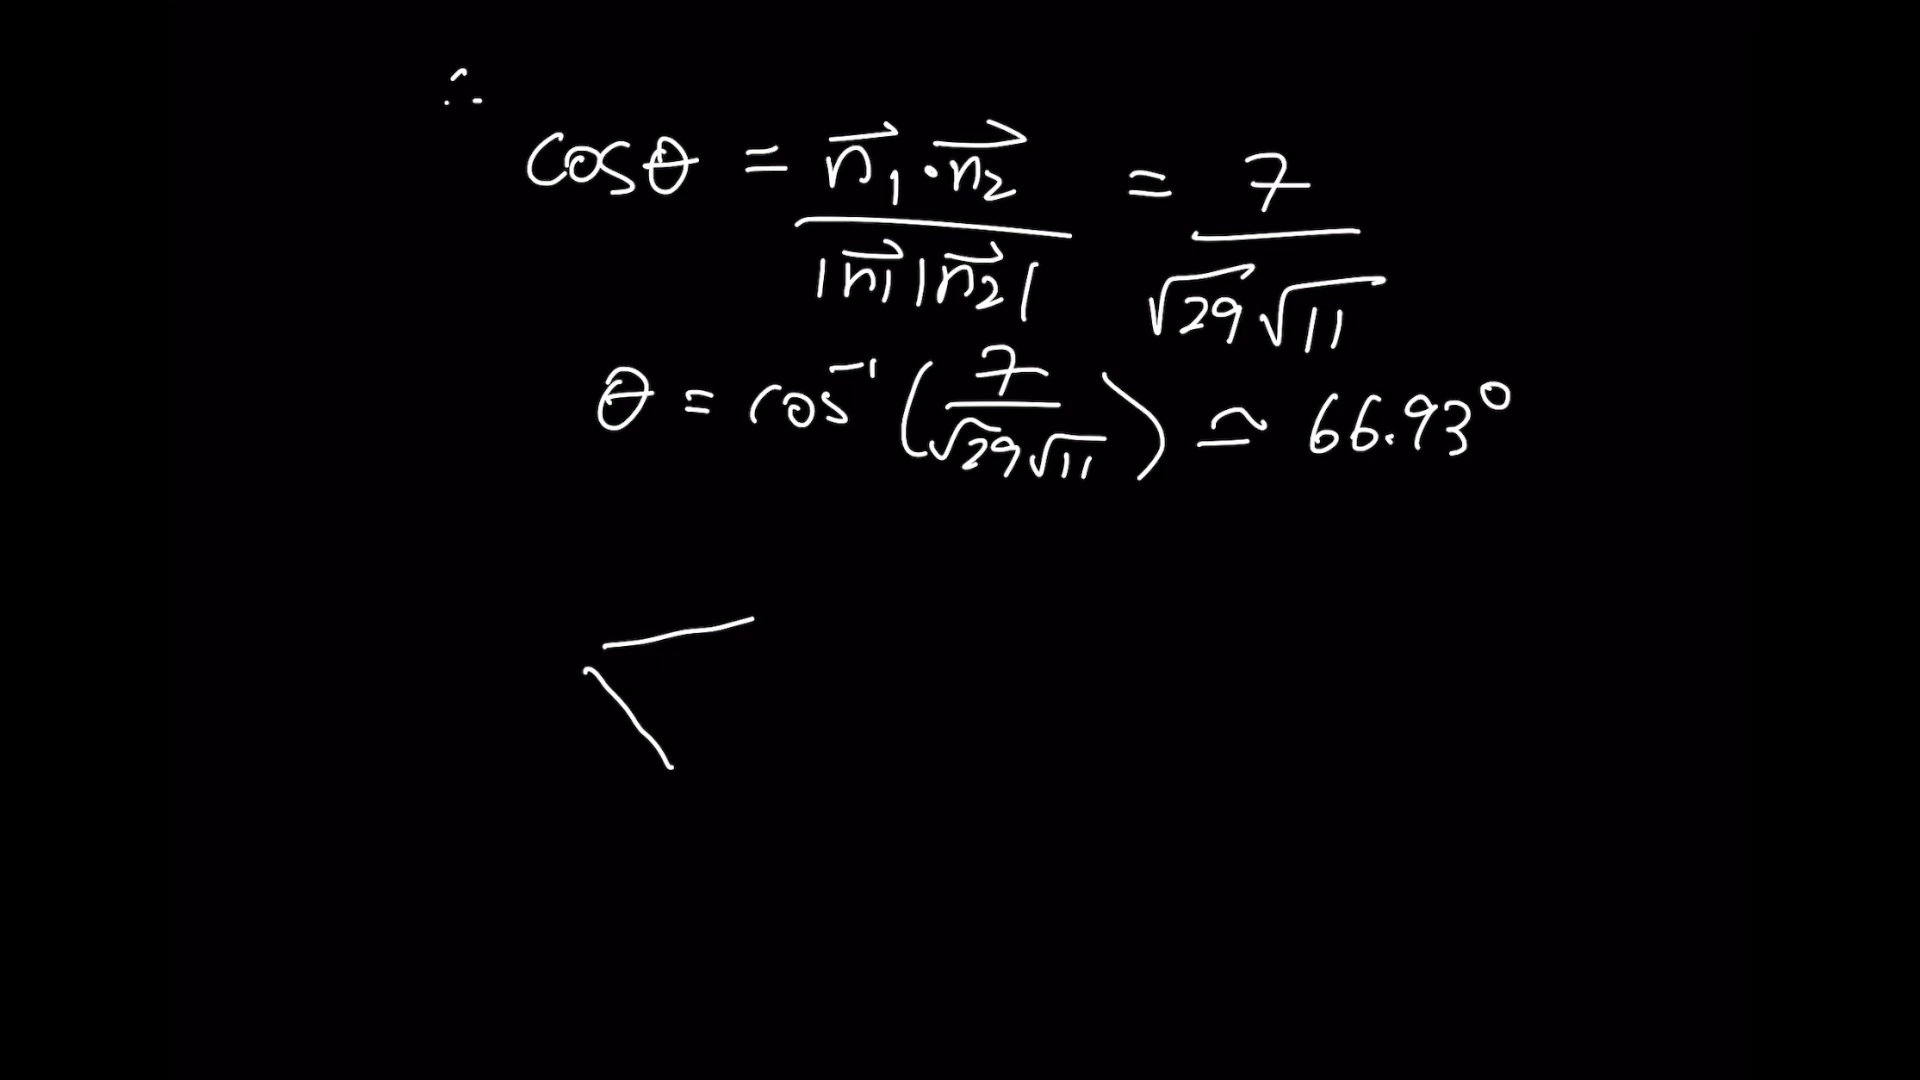 ∴
cosθ = n⃗₁·n⃗₂ / |n⃗₁||n⃗₂| = 7 / √29√11
θ = cos⁻¹(7 / √29√11) ≃ 66.93°